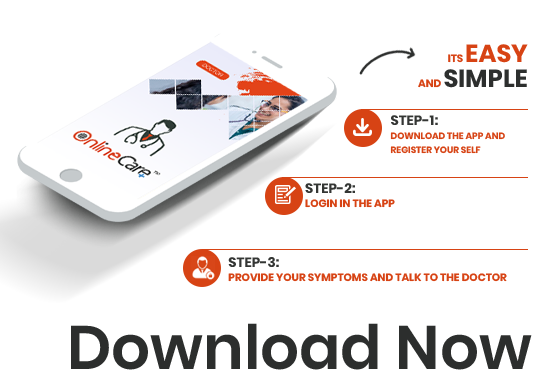 DOCTOR
OnlineCare™
ITS EASY
AND SIMPLE
STEP-1:
DOWNLOAD THE APP AND
REGISTER YOUR SELF
STEP-2:
LOGIN IN THE APP
STEP-3:
PROVIDE YOUR SYMPTOMS AND TALK TO THE DOCTOR
Download Now